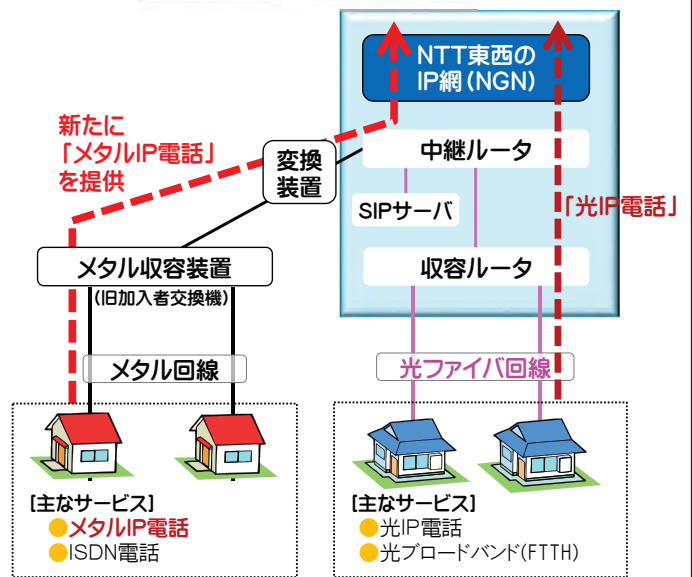 NTT東西の
IP網(NGN)
新たに
「メタルIP電話」
を提供
変換
装置
中継ルータ
SIPサーバ
「光IP電話」
メタル収容装置
(旧加入者交換機)
収容ルータ
メタル回線
光ファイバ回線
[主なサービス]
●メタルIP電話
●ISDN電話
[主なサービス]
●光IP電話
●光ブロードバンド(FTTH)